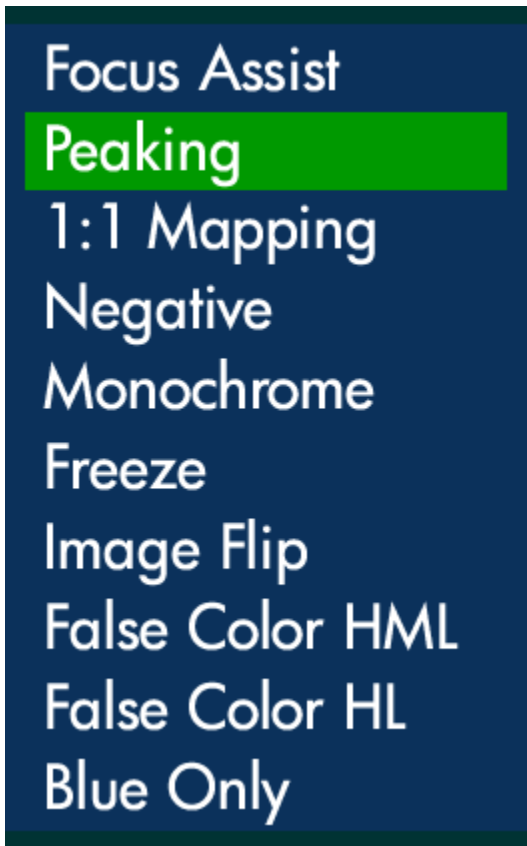 Focus Assist
Peaking
1:1 Mapping
Negative
Monochrome
Freeze
Image Flip
False Color HML
False Color HL
Blue Only